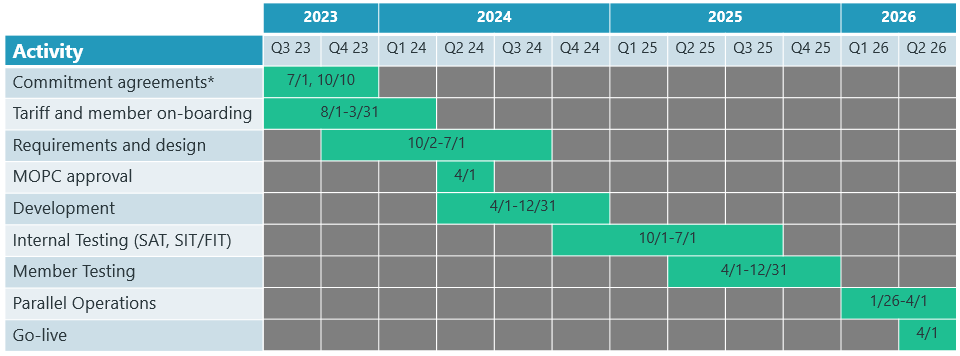 2023 2024 2025 2026
Activity Q3 23 Q4 23 Q1 24 Q2 24 Q3 24 Q4 24 Q1 25 Q2 25 Q3 25 Q4 25 Q1 26 Q2 26
Commitment agreements* 7/1, 10/10
Tariff and member on-boarding 8/1-3/31
Requirements and design 10/2-7/1
MOPC approval 4/1
Development 4/1-12/31
Internal Testing (SAT, SIT/FIT) 10/1-7/1
Member Testing 4/1-12/31
Parallel Operations 1/26-4/1
Go-live 4/1